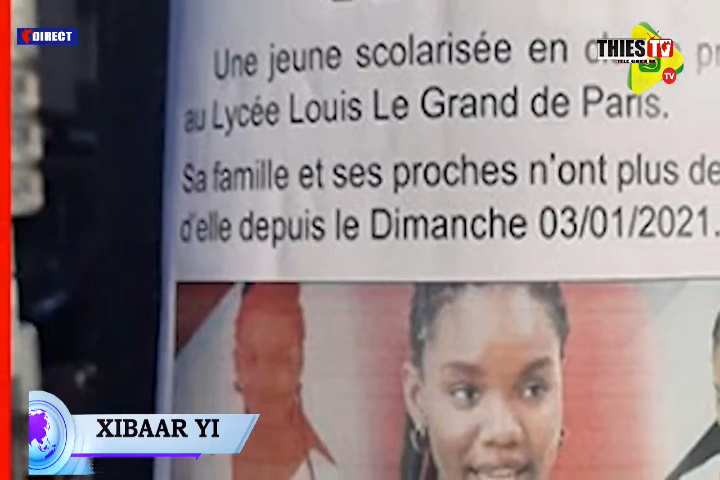 DIRECT
THIES TV
TV
Une jeune scolarisée en
au Lycée Louis Le Grand de Paris.
Sa famille et ses proches n'ont plus de
d'elle depuis le Dimanche 03/01/2021.
XIBAAR YI